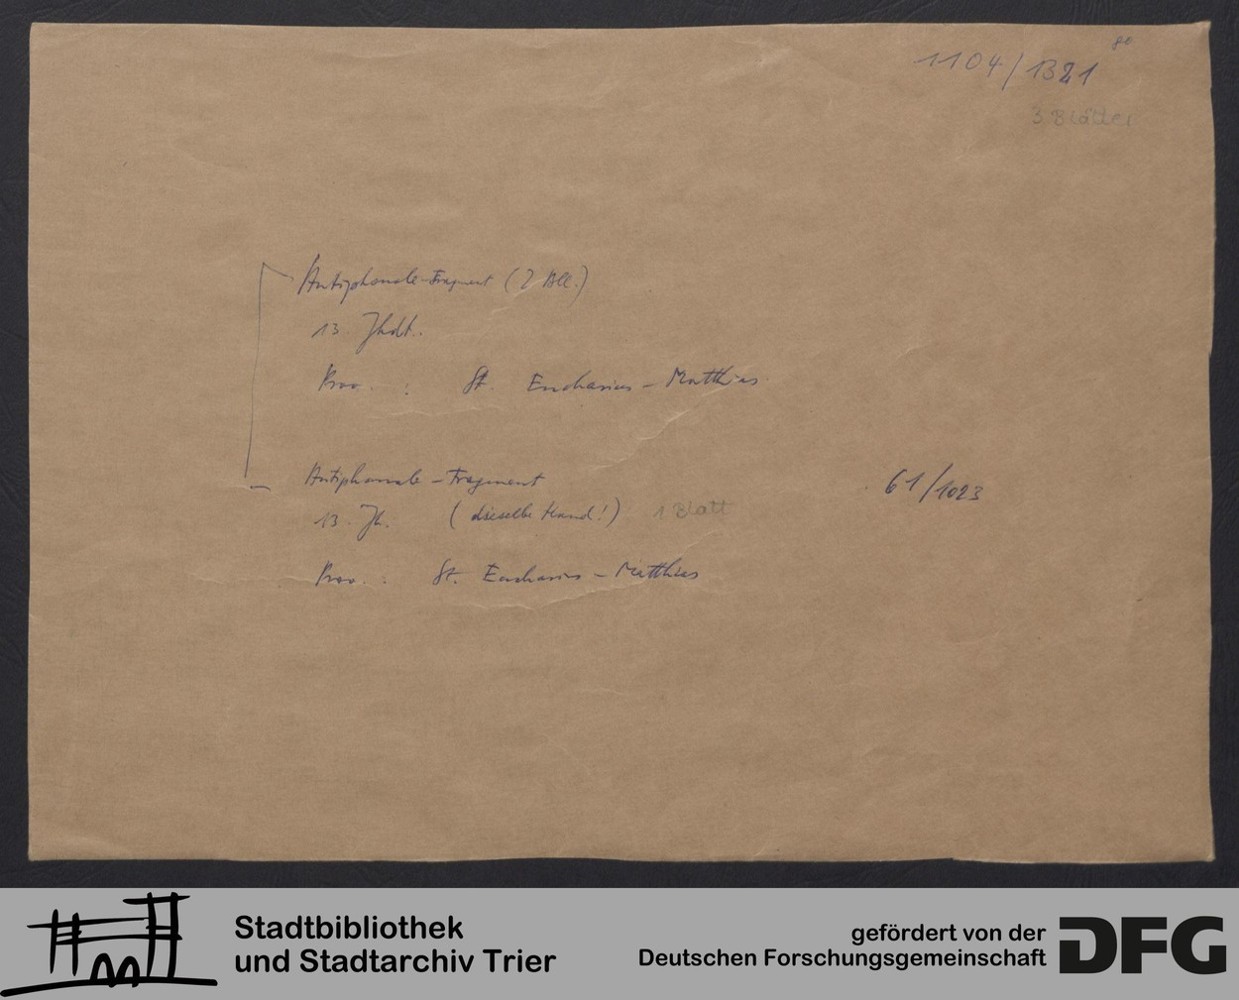 1104/1321 8°
3 Blätter
Antiphonale-Fragment (2 Bll.)
13. Jhdt.
Prov. : St. Eucharius - Matthias
Antiphonale - Fragment 61/1023
13. Jh. (dieselbe Hand!) 1 Blatt
Prov. : St. Eucharius - Matthias
Stadtbibliothek
und Stadtarchiv Trier
gefördert von der
Deutschen Forschungsgemeinschaft
DFG